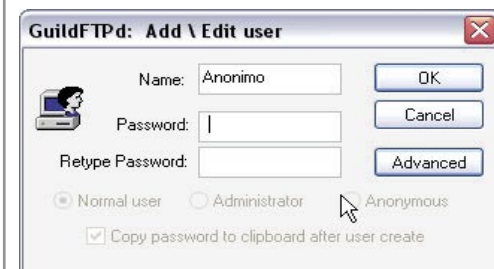 GuildFTPd: Add \ Edit user
Name: Anonimo OK
Password: Cancel
Retype Password: Advanced
Normal user Administrator Anonymous
Copy password to clipboard after user create